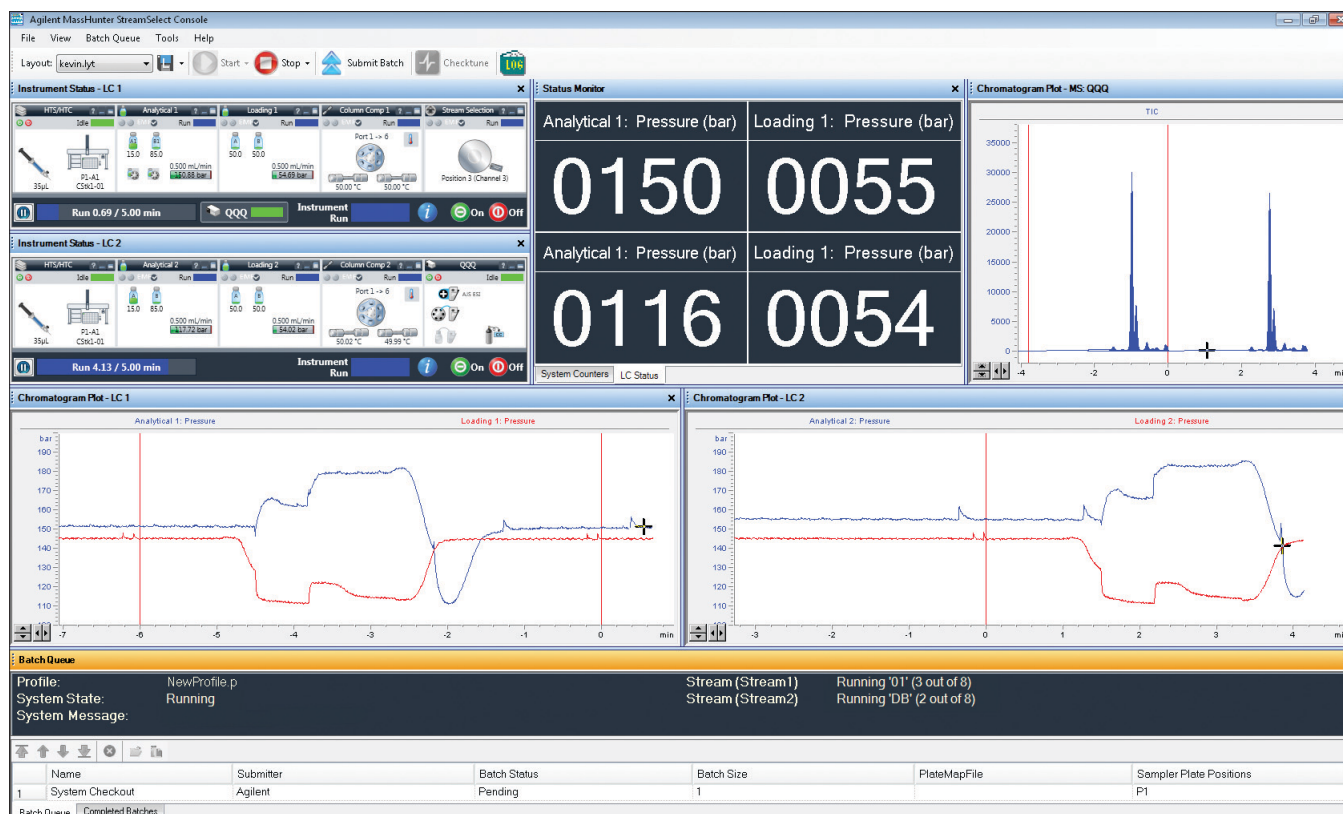 Agilent MassHunter StreamSelect Console
File View Batch Queue Tools Help
Layout: kevin.lyt Start Stop Submit Batch Checktune LOG
Instrument Status - LC 1
HTS/HTC Analytical 1 Loading 1 Column Comp 1 Stream Selection
Idle Run Run Run Run
Port 1 -> 6
A1 B1 A B
15.0 85.0 50.0 50.0
0.500 mL/min 0.500 mL/min
P1-A1 150.88 bar 54.69 bar Position 3 (Channel 3)
35µL CStk1-01 50.00 °C 50.00 °C
Run 0.69 / 5.00 min QQQ Instrument Run On Off
Instrument Status - LC 2
HTS/HTC Analytical 2 Loading 2 Column Comp 2 QQQ
Idle Run Run Run Idle
Port 1 -> 6
A B A B AJS ESI
15.0 85.0 50.0 50.0
0.500 mL/min 0.500 mL/min
P1-A1 117.72 bar 54.02 bar
35µL CStk1-01 50.02 °C 49.99 °C
Run 4.13 / 5.00 min Instrument Run On Off
Status Monitor
Analytical 1: Pressure (bar) Loading 1: Pressure (bar)
0150 0055
Analytical 1: Pressure (bar) Loading 1: Pressure (bar)
0116 0054
System Counters LC Status
Chromatogram Plot - MS: QQQ
TIC
35000
30000
25000
20000
15000
10000
5000
0
-4 -2 0 2 4 mi
Chromatogram Plot - LC 1
Analytical 1: Pressure Loading 1: Pressure
bar
190
180
170
160
150
140
130
120
110
-7 -6 -5 -4 -3 -2 -1 0 min
Chromatogram Plot - LC 2
Analytical 2: Pressure Loading 2: Pressure
bar
190
180
170
160
150
140
130
120
110
-3 -2 -1 0 1 2 3 4 mi
Batch Queue
Profile: NewProfile.p Stream (Stream1) Running '01' (3 out of 8)
System State: Running Stream (Stream2) Running 'DB' (2 out of 8)
System Message:
Name Submitter Batch Status Batch Size PlateMapFile Sampler Plate Positions
1 System Checkout Agilent Pending 1 P1
Batch Queue Completed Batches